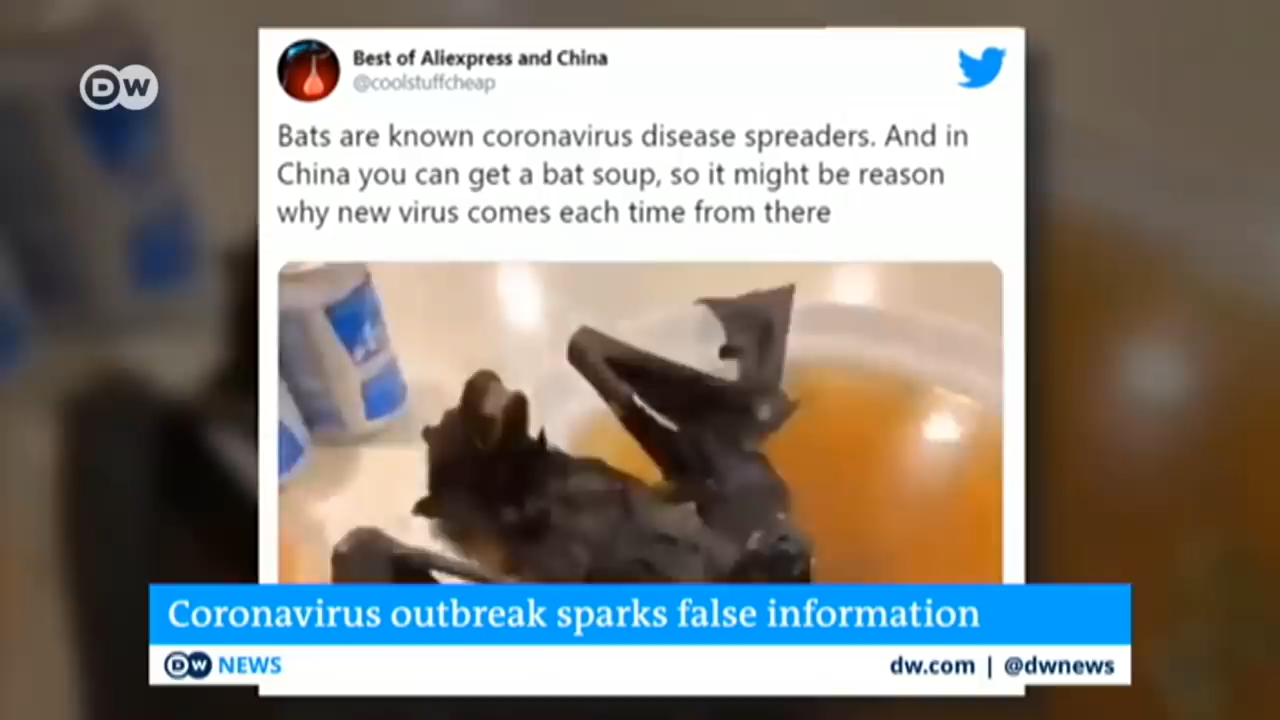 DW
Best of Aliexpress and China
@coolstuffcheap
Bats are known coronavirus disease spreaders. And in
China you can get a bat soup, so it might be reason
why new virus comes each time from there
Coronavirus outbreak sparks false information
DW NEWS
dw.com | @dwnews